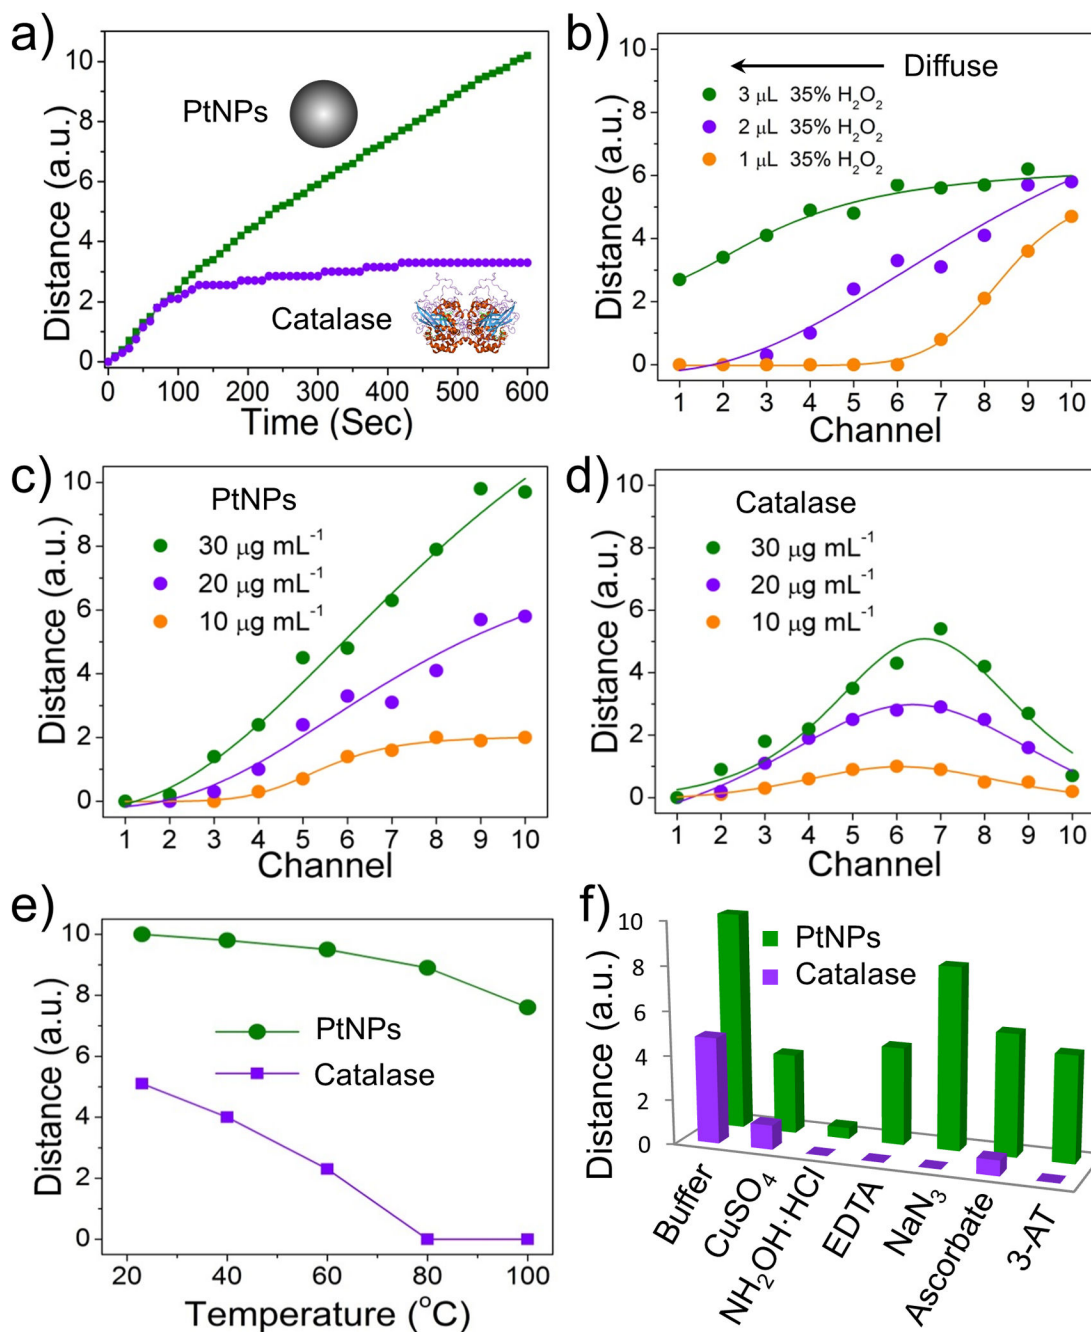 a)
Distance (a.u.)
10
8
6
4
2
0
PtNPs
Catalase
0 100 200 300 400 500 600
Time (Sec)
b)
Distance (a.u.)
10
8
6
4
2
0
Diffuse
3 μL 35% H₂O₂
2 μL 35% H₂O₂
1 μL 35% H₂O₂
1 2 3 4 5 6 7 8 9 10
Channel
c)
Distance (a.u.)
10
8
6
4
2
0
PtNPs
30 μg mL⁻¹
20 μg mL⁻¹
10 μg mL⁻¹
1 2 3 4 5 6 7 8 9 10
Channel
d)
Distance (a.u.)
10
8
6
4
2
0
Catalase
30 μg mL⁻¹
20 μg mL⁻¹
10 μg mL⁻¹
1 2 3 4 5 6 7 8 9 10
Channel
e)
Distance (a.u.)
10
8
6
4
2
0
PtNPs
Catalase
20 40 60 80 100
Temperature (°C)
f)
Distance (a.u.)
10
8
6
4
2
0
PtNPs
Catalase
Buffer
CuSO₄
NH₂OH·HCl
EDTA
NaN₃
Ascorbate
3-AT